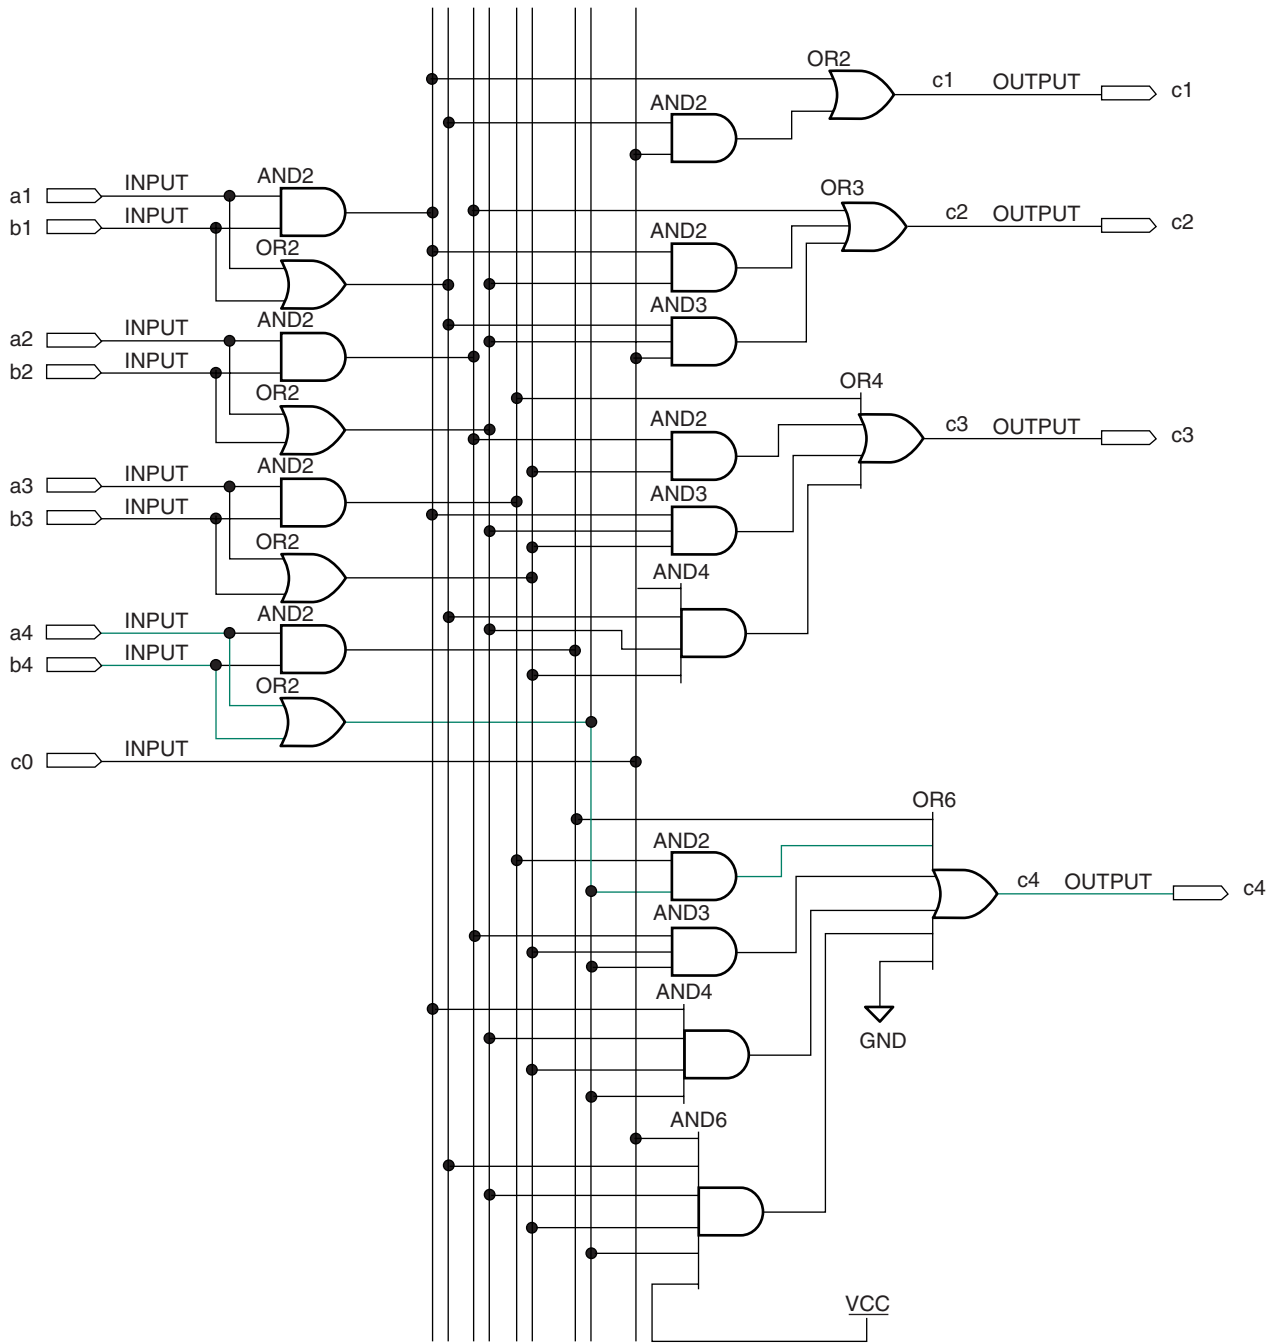 OR2
c1 OUTPUT c1
AND2
AND2
a1 INPUT
OR3
b1 INPUT
c2 OUTPUT c2
AND2
OR2
AND3
a2 INPUT
AND2
b2 INPUT
OR4
OR2
AND2
c3 OUTPUT c3
AND2
a3 INPUT
AND3
b3 INPUT
OR2
AND4
AND2
a4 INPUT
b4 INPUT
OR2
c0 INPUT
OR6
AND2
c4 OUTPUT c4
AND3
AND4
GND
AND6
VCC